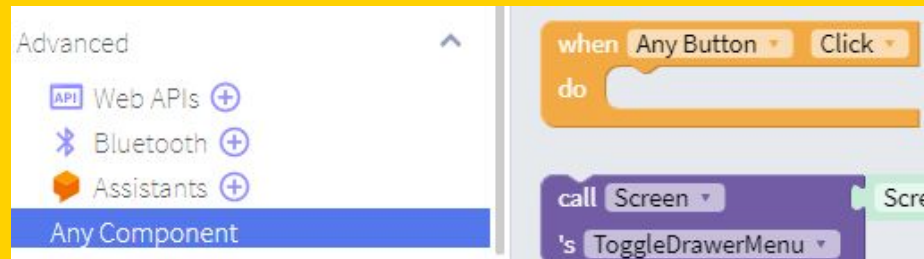 Advanced
API Web APIs
Bluetooth
Assistants
Any Component
when Any Button Click
do
call Screen
's ToggleDrawerMenu